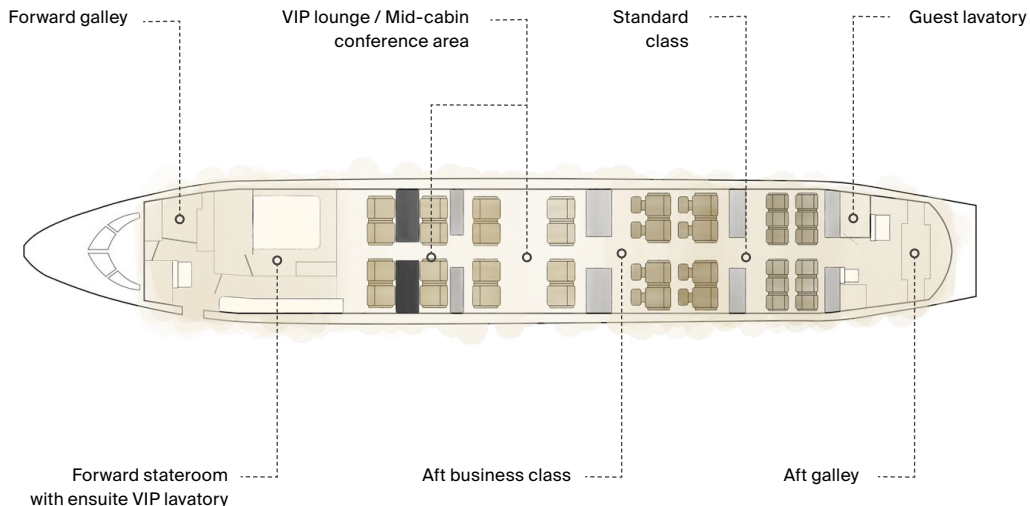 Forward galley
VIP lounge / Mid-cabin
conference area
Standard
class
Guest lavatory
Forward stateroom
with ensuite VIP lavatory
Aft business class
Aft galley